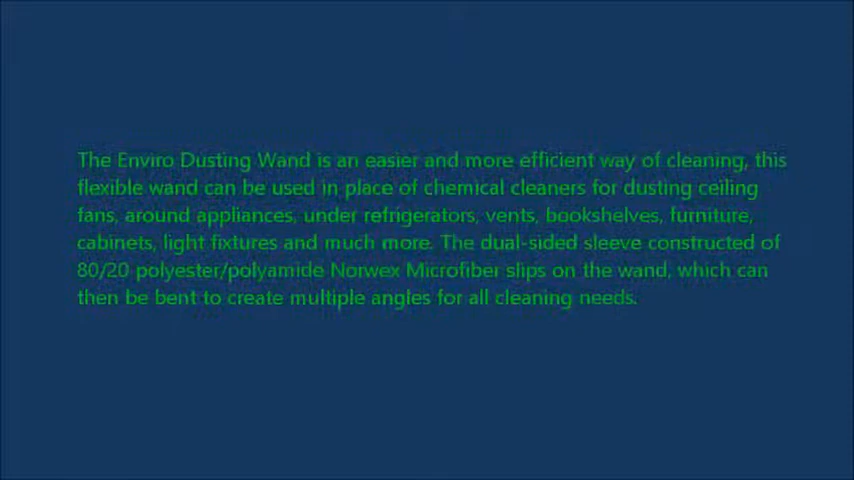 The Enviro Dusting Wand is an easier and more efficient way of cleaning, this
flexible wand can be used in place of chemical cleaners for dusting ceiling
fans, around appliances, under refrigerators, vents, bookshelves, furniture,
cabinets, light fixtures and much more. The dual-sided sleeve constructed of
80/20 polyester/polyamide Norwex Microfiber slips on the wand, which can
then be bent to create multiple angles for all cleaning needs.